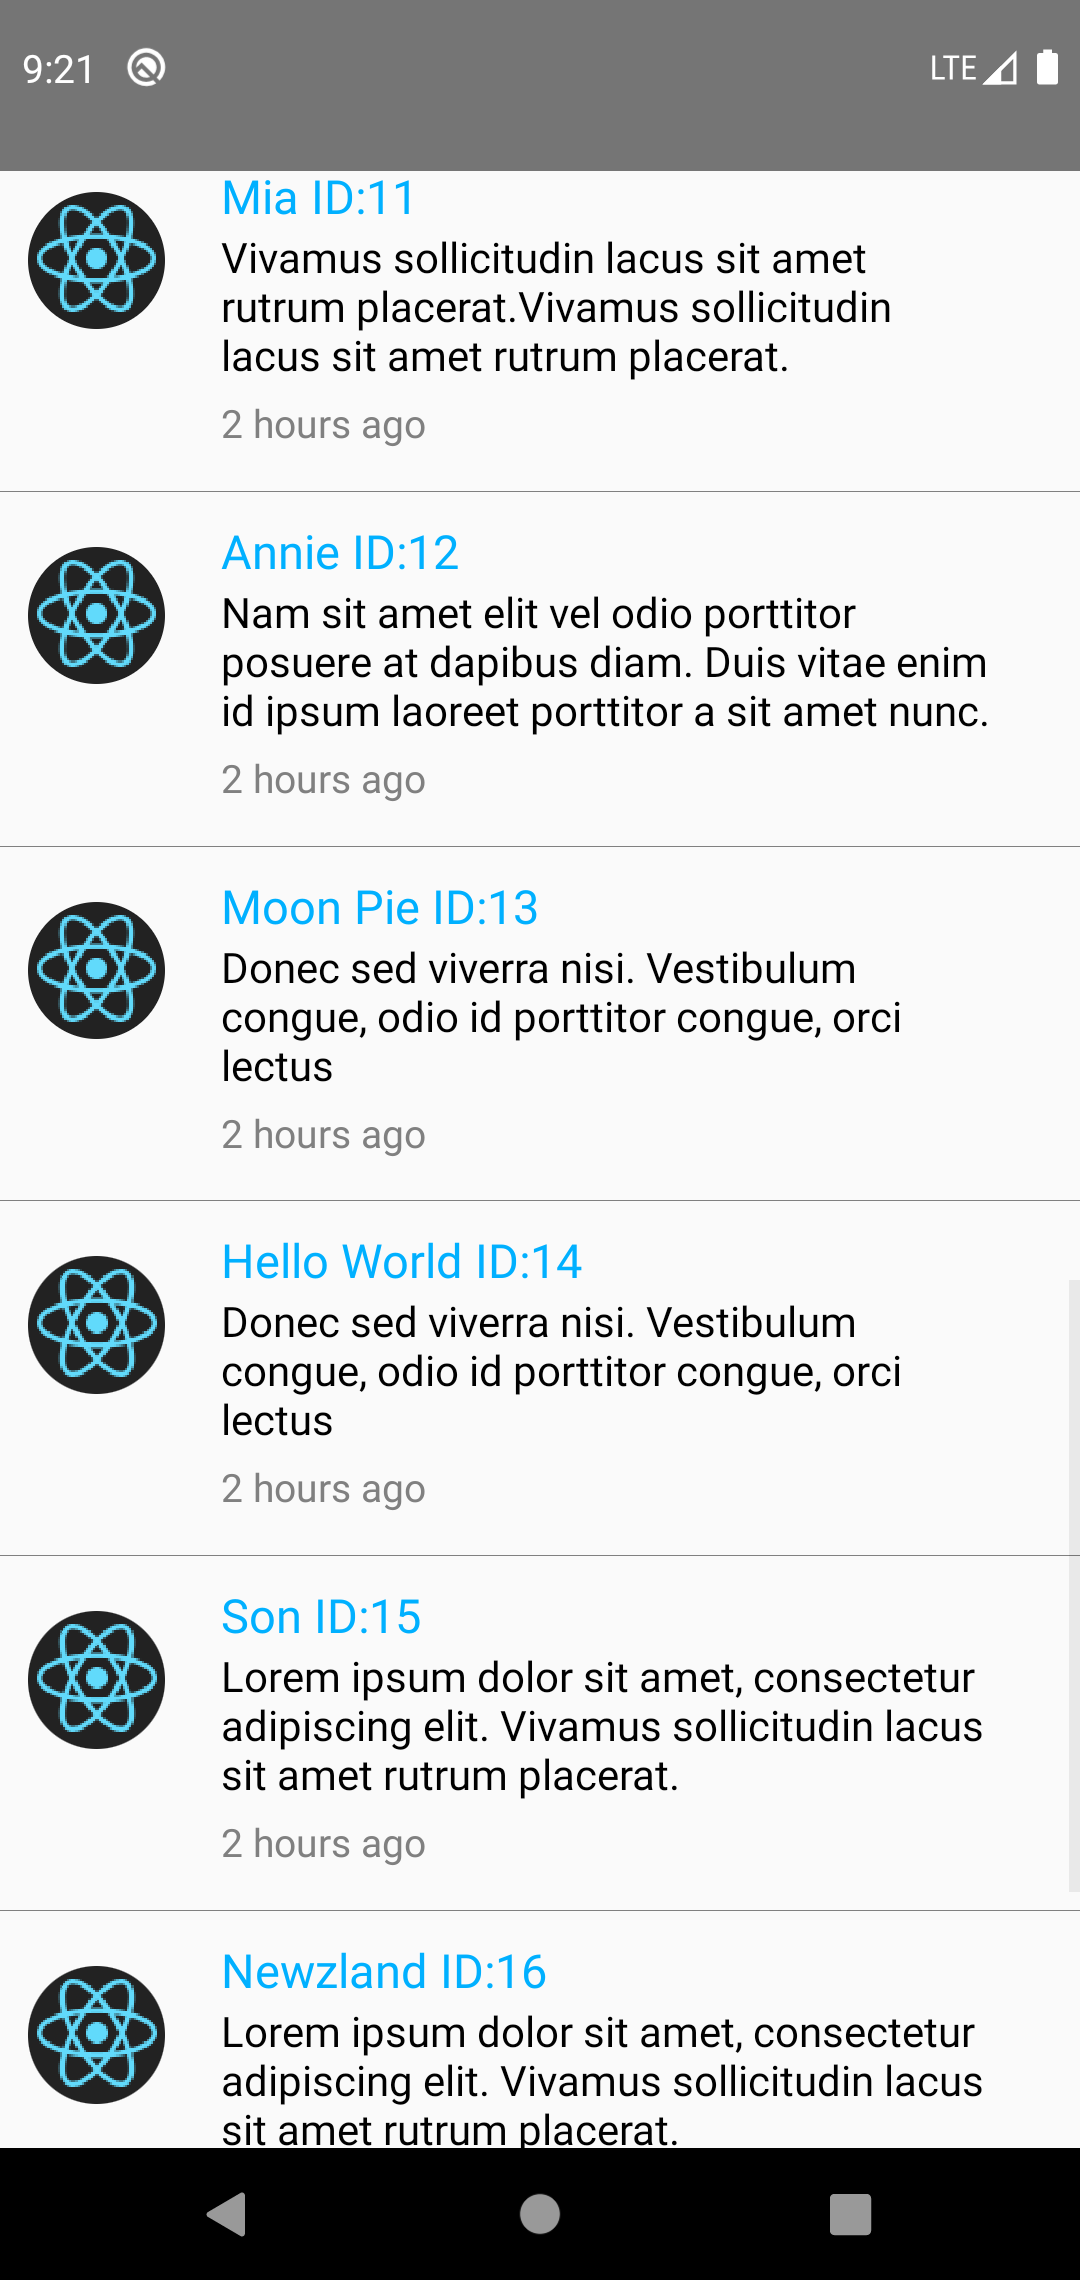 9:21
LTE
Mia ID:11
Vivamus sollicitudin lacus sit amet
rutrum placerat.Vivamus sollicitudin
lacus sit amet rutrum placerat.
2 hours ago
Annie ID:12
Nam sit amet elit vel odio porttitor
posuere at dapibus diam. Duis vitae enim
id ipsum laoreet porttitor a sit amet nunc.
2 hours ago
Moon Pie ID:13
Donec sed viverra nisi. Vestibulum
congue, odio id porttitor congue, orci
lectus
2 hours ago
Hello World ID:14
Donec sed viverra nisi. Vestibulum
congue, odio id porttitor congue, orci
lectus
2 hours ago
Son ID:15
Lorem ipsum dolor sit amet, consectetur
adipiscing elit. Vivamus sollicitudin lacus
sit amet rutrum placerat.
2 hours ago
Newzland ID:16
Lorem ipsum dolor sit amet, consectetur
adipiscing elit. Vivamus sollicitudin lacus
sit amet rutrum placerat.